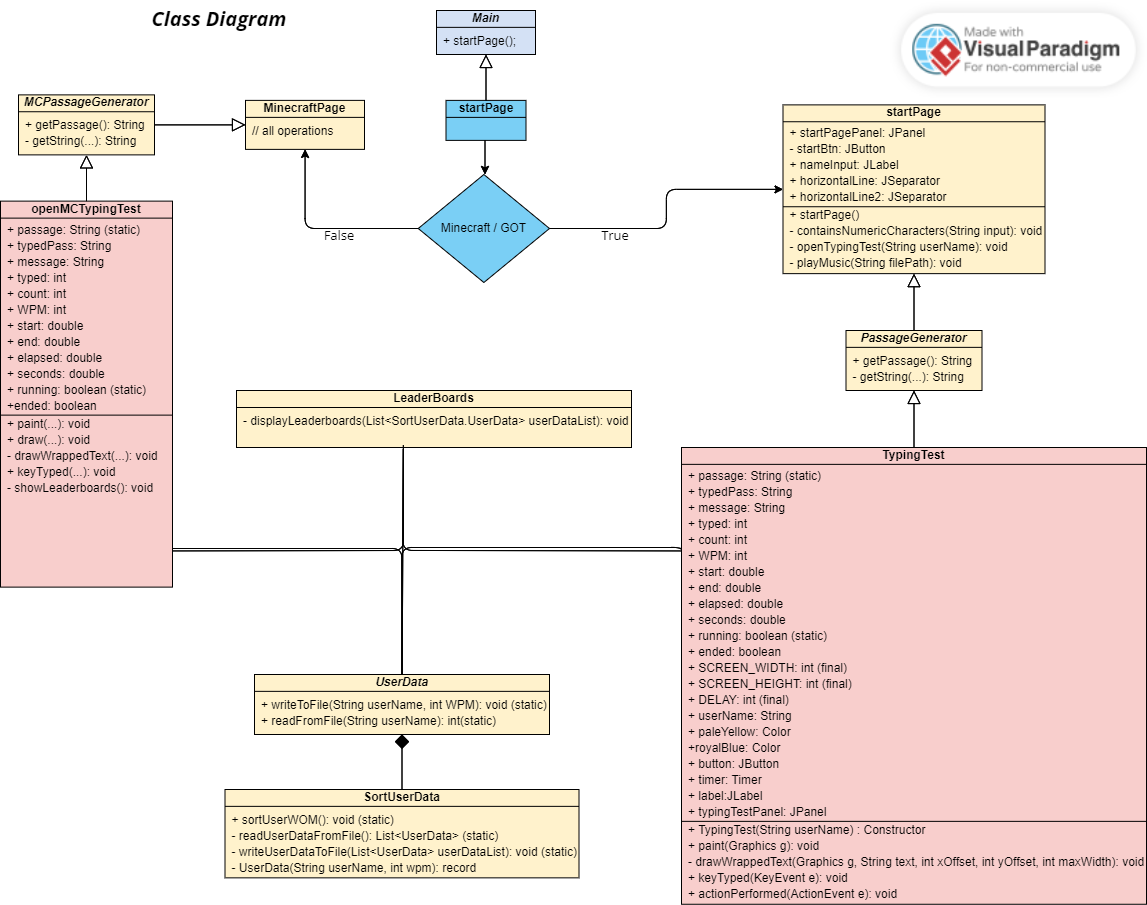 Class Diagram
Main
+ startPage();
Made with
Visual Paradigm
For non-commercial use
MCPassageGenerator
+ getPassage(): String
- getString(...): String
MinecraftPage
// all operations
startPage
Minecraft / GOT
False
True
startPage
+ startPagePanel: JPanel
- startBtn: JButton
+ nameInput: JLabel
+ horizontalLine: JSeparator
+ horizontalLine2: JSeparator
+ startPage()
- containsNumericCharacters(String input): void
- openTypingTest(String userName): void
- playMusic(String filePath): void
openMCTypingTest
+ passage: String (static)
+ typedPass: String
+ message: String
+ typed: int
+ count: int
+ WPM: int
+ start: double
+ end: double
+ elapsed: double
+ seconds: double
+ running: boolean (static)
+ended: boolean
+ paint(...): void
+ draw(...): void
- drawWrappedText(...): void
+ keyTyped(...): void
- showLeaderboards(): void
PassageGenerator
+ getPassage(): String
- getString(...): String
LeaderBoards
- displayLeaderboards(List<SortUserData.UserData> userDataList): void
TypingTest
+ passage: String (static)
+ typedPass: String
+ message: String
+ typed: int
+ count: int
+ WPM: int
+ start: double
+ end: double
+ elapsed: double
+ seconds: double
+ running: boolean (static)
+ ended: boolean
+ SCREEN_WIDTH: int (final)
+ SCREEN_HEIGHT: int (final)
+ DELAY: int (final)
+ userName: String
+ paleYellow: Color
+royalBlue: Color
+ button: JButton
+ timer: Timer
+ label:JLabel
+ typingTestPanel: JPanel
+ TypingTest(String userName) : Constructor
+ paint(Graphics g): void
- drawWrappedText(Graphics g, String text, int xOffset, int yOffset, int maxWidth): void
+ keyTyped(KeyEvent e): void
+ actionPerformed(ActionEvent e): void
UserData
+ writeToFile(String userName, int WPM): void (static)
+ readFromFile(String userName): int(static)
SortUserData
+ sortUserWOM(): void (static)
- readUserDataFromFile(): List<UserData> (static)
- writeUserDataToFile(List<UserData> userDataList): void (static)
- UserData(String userName, int wpm): record